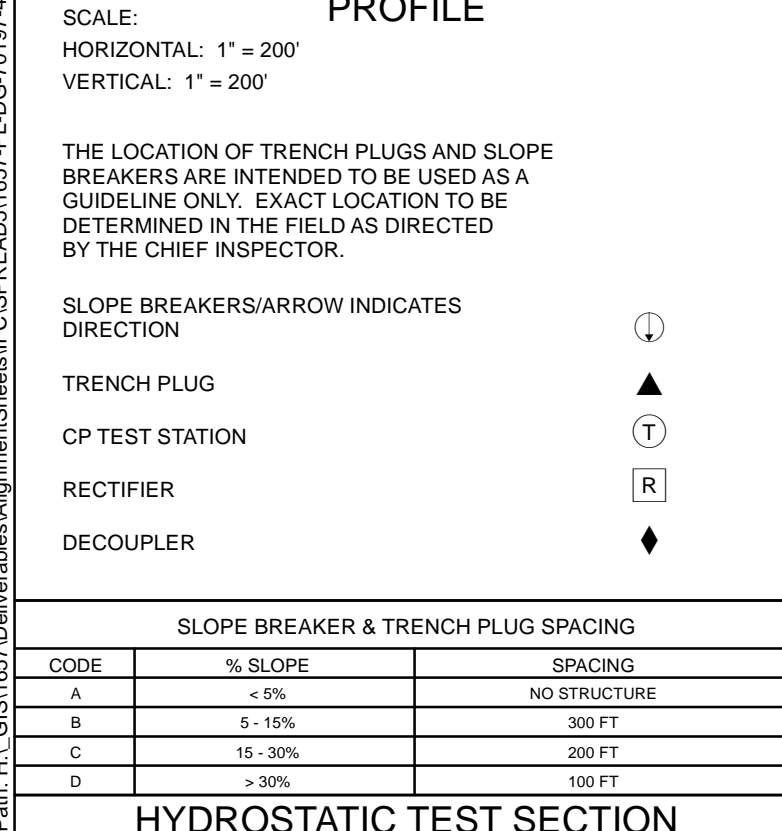 PROFILE
SCALE:
HORIZONTAL: 1" = 200'
VERTICAL: 1" = 200'
THE LOCATION OF TRENCH PLUGS AND SLOPE
BREAKERS ARE INTENDED TO BE USED AS A
GUIDELINE ONLY. EXACT LOCATION TO BE
DETERMINED IN THE FIELD AS DIRECTED
BY THE CHIEF INSPECTOR.
SLOPE BREAKERS/ARROW INDICATES
DIRECTION
TRENCH PLUG
CP TEST STATION T
RECTIFIER R
DECOUPLER
SLOPE BREAKER & TRENCH PLUG SPACING
CODE % SLOPE SPACING
A < 5% NO STRUCTURE
B 5 - 15% 300 FT
C 15 - 30% 200 FT
D > 30% 100 FT
HYDROSTATIC TEST SECTION